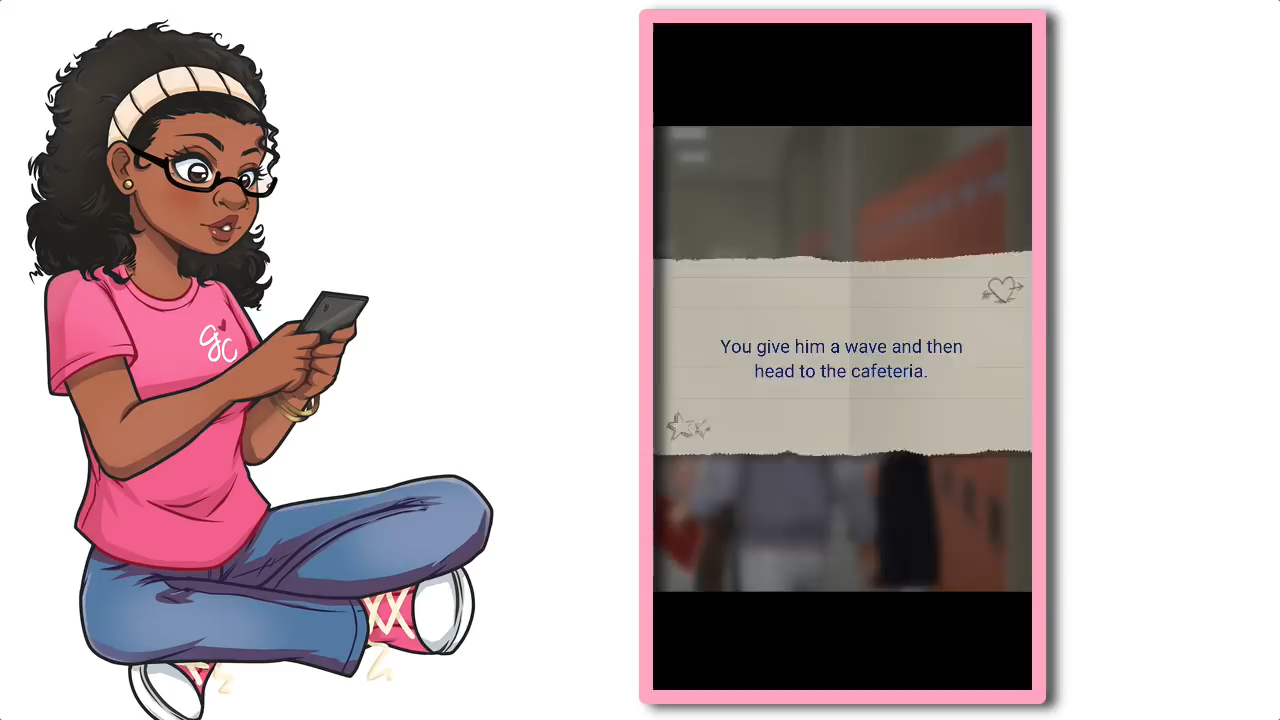 gc
You give him a wave and then
head to the cafeteria.